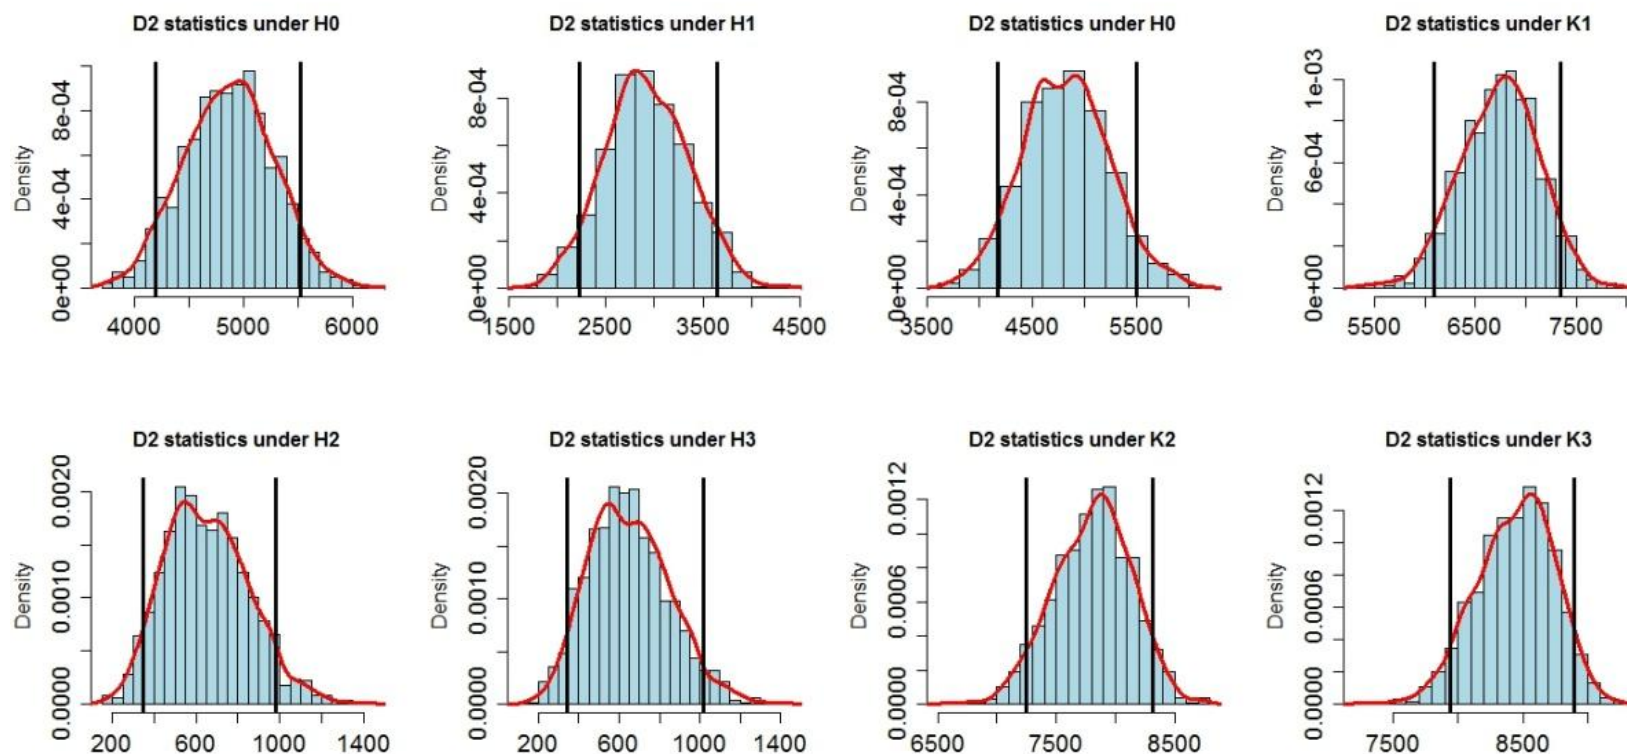 D2 statistics under H0
D2 statistics under H1
D2 statistics under H0
D2 statistics under K1
Density
0e+00 4e-04 8e-04
4000 5000 6000
Density
0e+00 4e-04 8e-04
1500 2500 3500 4500
Density
0e+00 4e-04 8e-04
3500 4500 5500
Density
0e+00 6e-04 1e-03
5500 6500 7500
D2 statistics under H2
D2 statistics under H3
D2 statistics under K2
D2 statistics under K3
Density
0.0000 0.0010 0.0020
200 600 1000 1400
Density
0.0000 0.0010 0.0020
200 600 1000 1400
Density
0.0000 0.0006 0.0012
6500 7500 8500
Density
0.0000 0.0006 0.0012
7500 8500